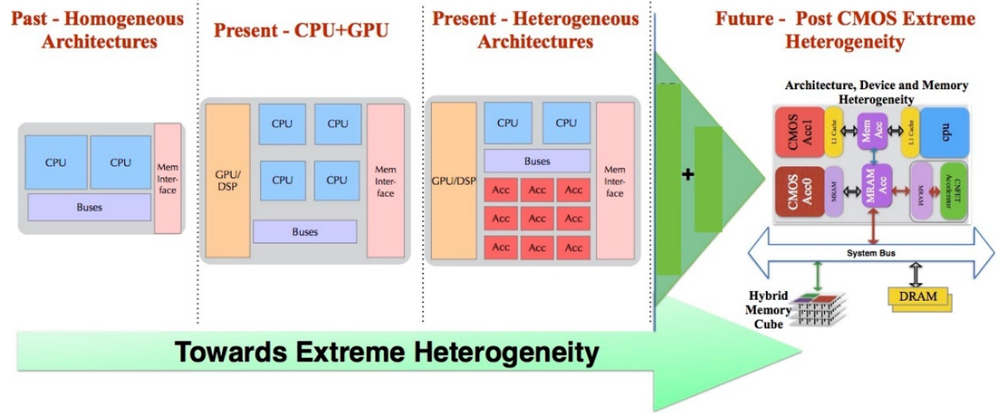 Past - Homogeneous
Architectures
Present - CPU+GPU
Present - Heterogeneous
Architectures
Future - Post CMOS Extreme
Heterogeneity
CPU
CPU
Buses
Mem
Inter-
face
GPU/
DSP
CPU
CPU
CPU
CPU
Buses
Mem
Inter-
face
GPU/DSP
CPU
CPU
Buses
Acc
Acc
Acc
Acc
Acc
Acc
Acc
Acc
Acc
Mem
Inter-
face
+
Architecture, Device and Memory
Heterogeneity
CMOS
Acc1
L1 Cache
Mem
Acc
L1 Cache
cpu
CMOS
Acc0
MRAM
MRAM
Acc
MRAM
CNFET
Accelerator
System Bus
Hybrid
Memory
Cube
DRAM
Towards Extreme Heterogeneity